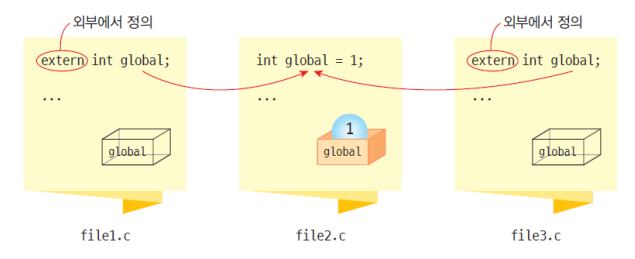 외부에서 정의
외부에서 정의
extern int global;
int global = 1;
extern int global;
...
...
...
1
global
global
global
file1.c
file2.c
file3.c